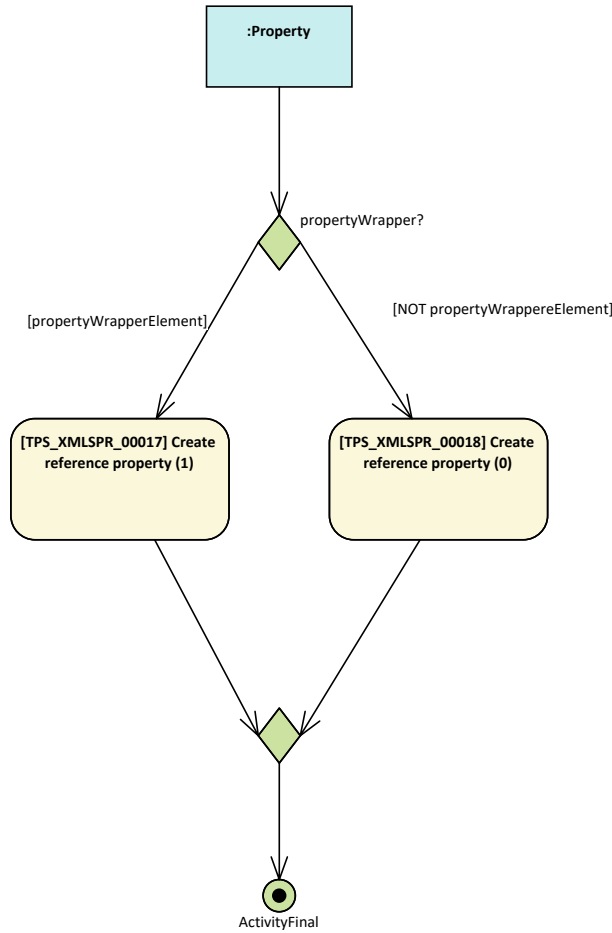 :Property
propertyWrapper?
[propertyWrapperElement]
[NOT propertyWrappereElement]
[TPS_XMLSPR_00017] Create
reference property (1)
[TPS_XMLSPR_00018] Create
reference property (0)
ActivityFinal